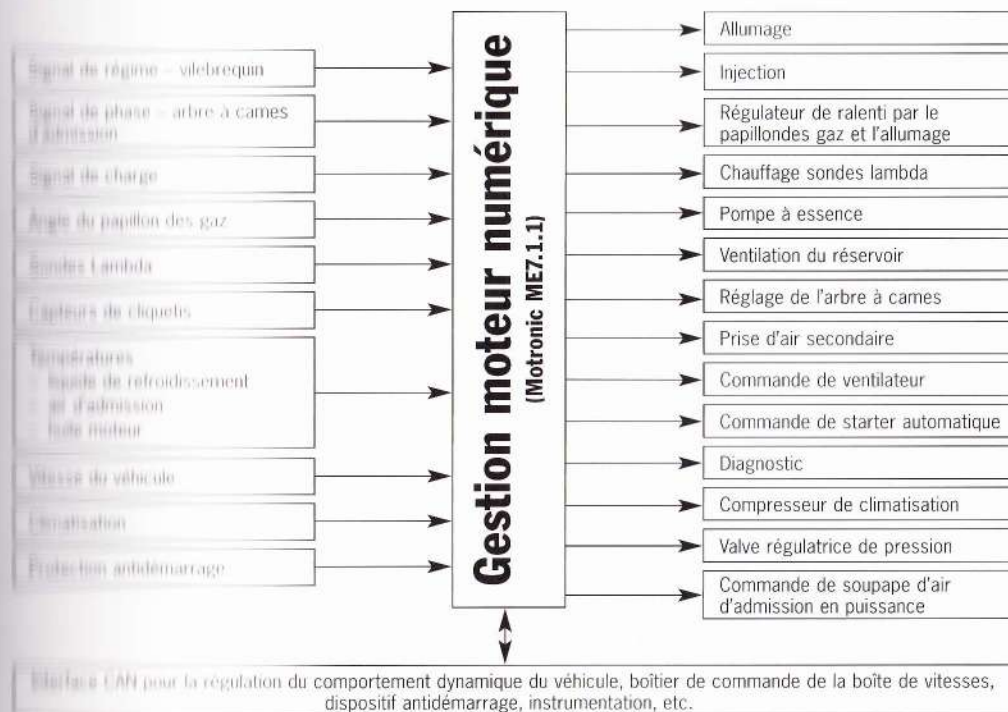 Signal de régime – vilebrequin
Signal de phase – arbre à cames
d'admission
Signal de charge
Angle du papillon des gaz
Sondes Lambda
Capteurs de cliquetis
Températures
liquide de refroidissement
air d'admission
huile moteur
Vitesse du véhicule
Climatisation
Protection antidémarrage
Gestion moteur numérique
(Motronic ME7.1.1)
Allumage
Injection
Régulateur de ralenti par le
papillondes gaz et l'allumage
Chauffage sondes lambda
Pompe à essence
Ventilation du réservoir
Réglage de l'arbre à cames
Prise d'air secondaire
Commande de ventilateur
Commande de starter automatique
Diagnostic
Compresseur de climatisation
Valve régulatrice de pression
Commande de soupape d'air
d'admission en puissance
Interface CAN pour la régulation du comportement dynamique du véhicule, boîtier de commande de la boîte de vitesses,
dispositif antidémarrage, instrumentation, etc.